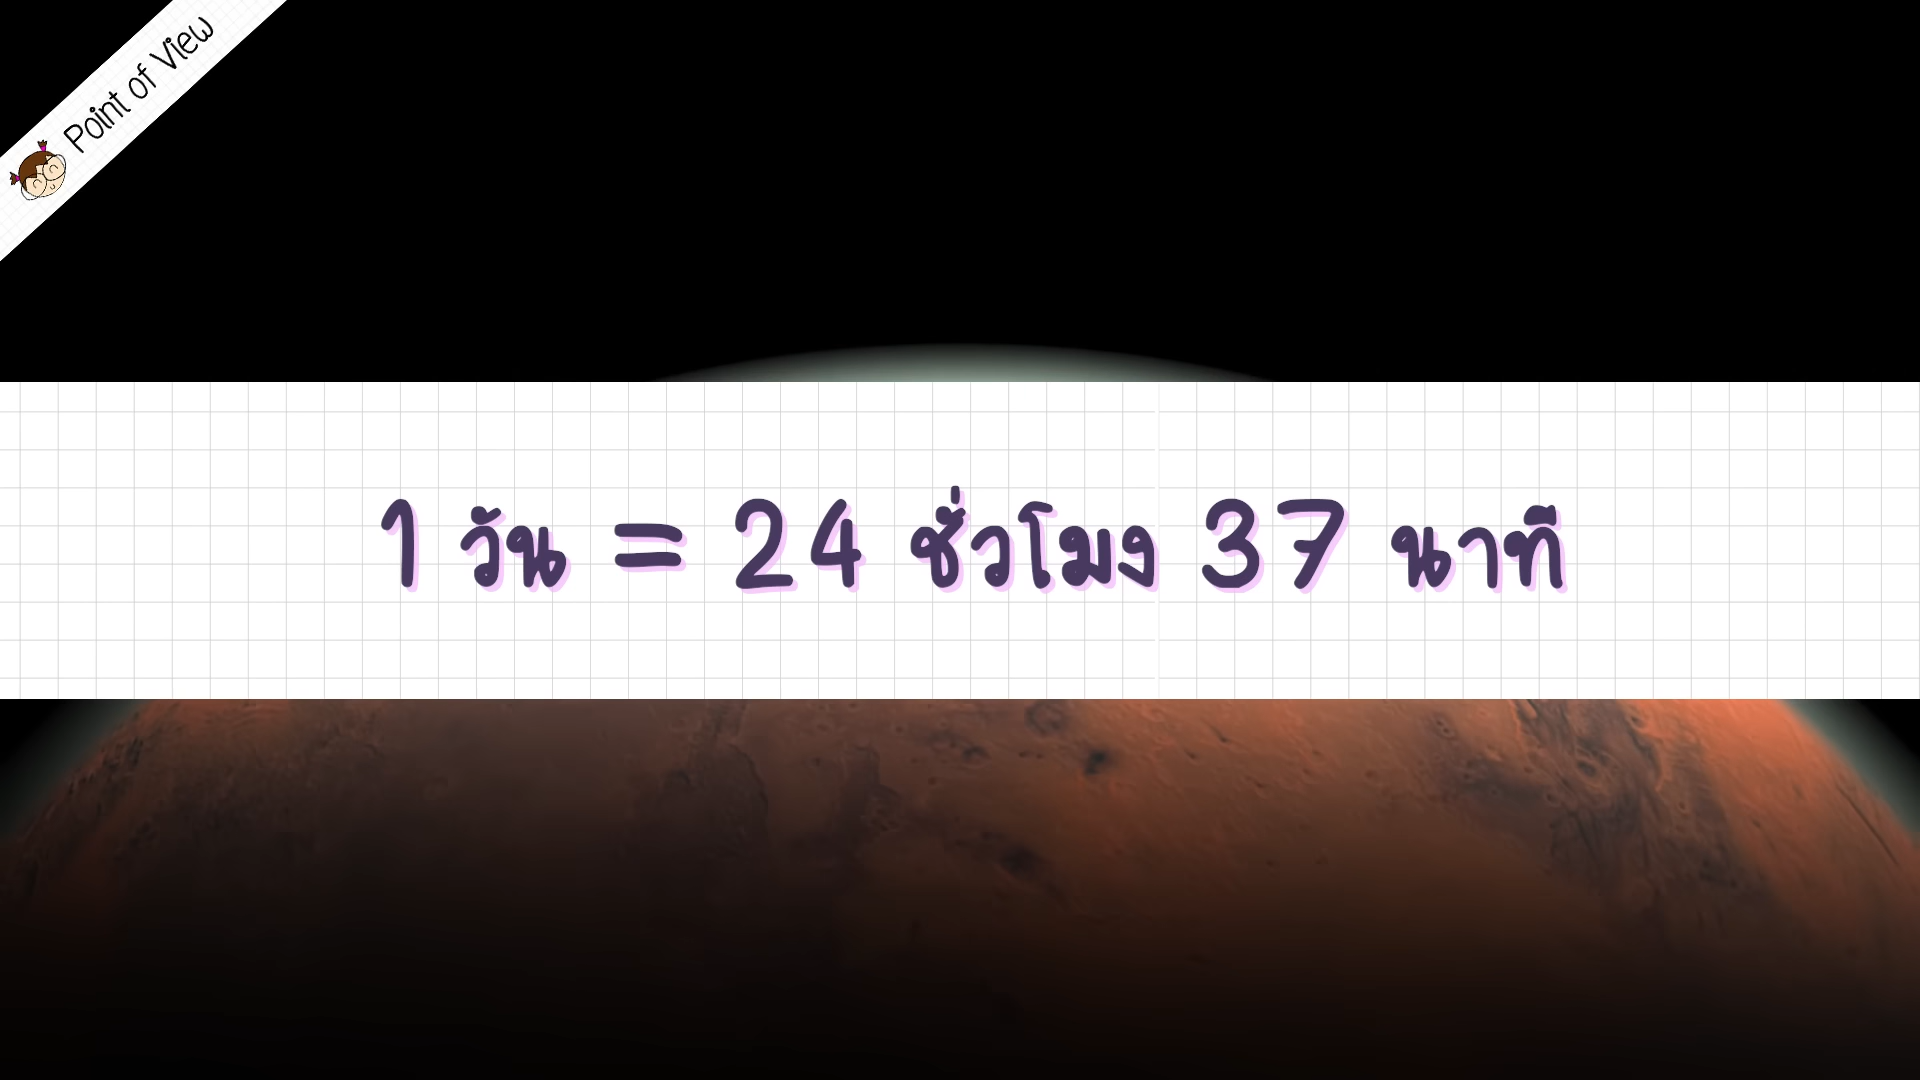 Point of View
1 วัน = 24 ชั่วโมง 37 นาที